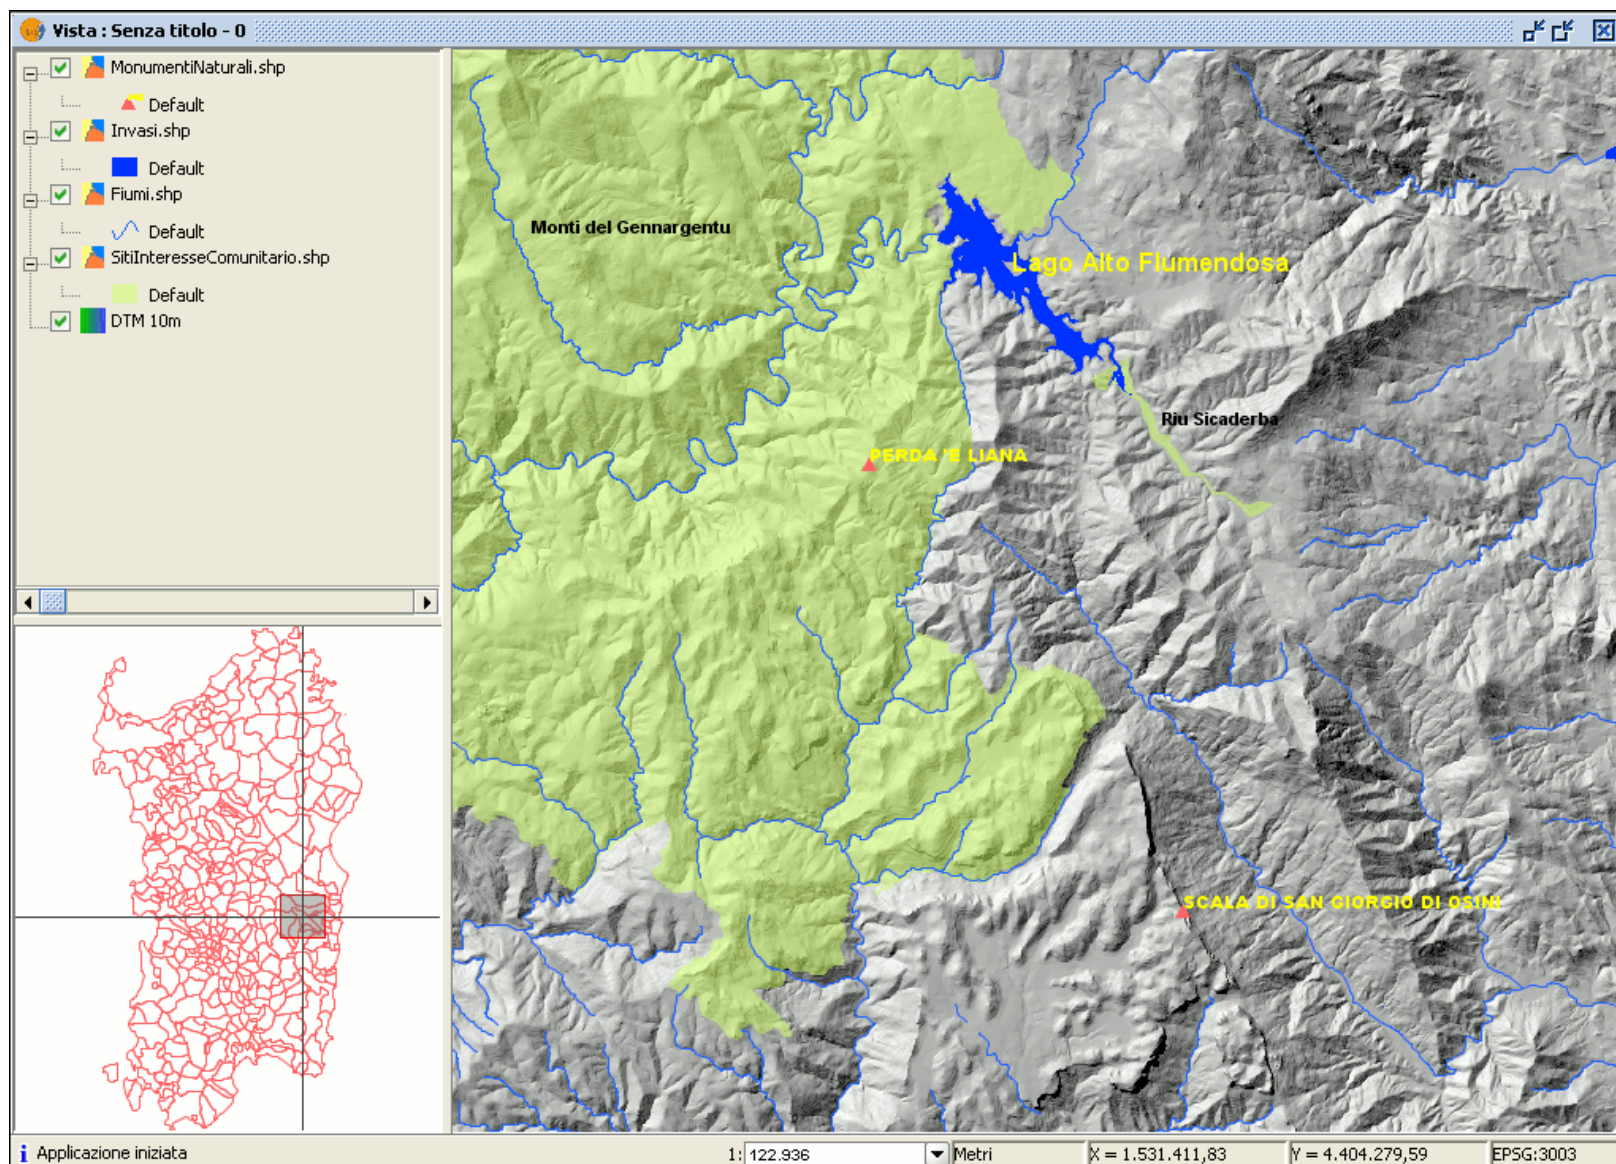 Vista : Senza titolo - 0
MonumentiNaturali.shp
Default
Invasi.shp
Default
Fiumi.shp
Default
SitiInteresseComunitario.shp
Default
DTM 10m
Monti del Gennargentu
Lago Alto Flumendosa
Riu Sicaderba
PERDA 'E LIANA
SCALA DI SAN GIORGIO DI OSINI
Applicazione iniziata
1: 122.936
Metri
X = 1.531.411,83
Y = 4.404.279,59
EPSG:3003